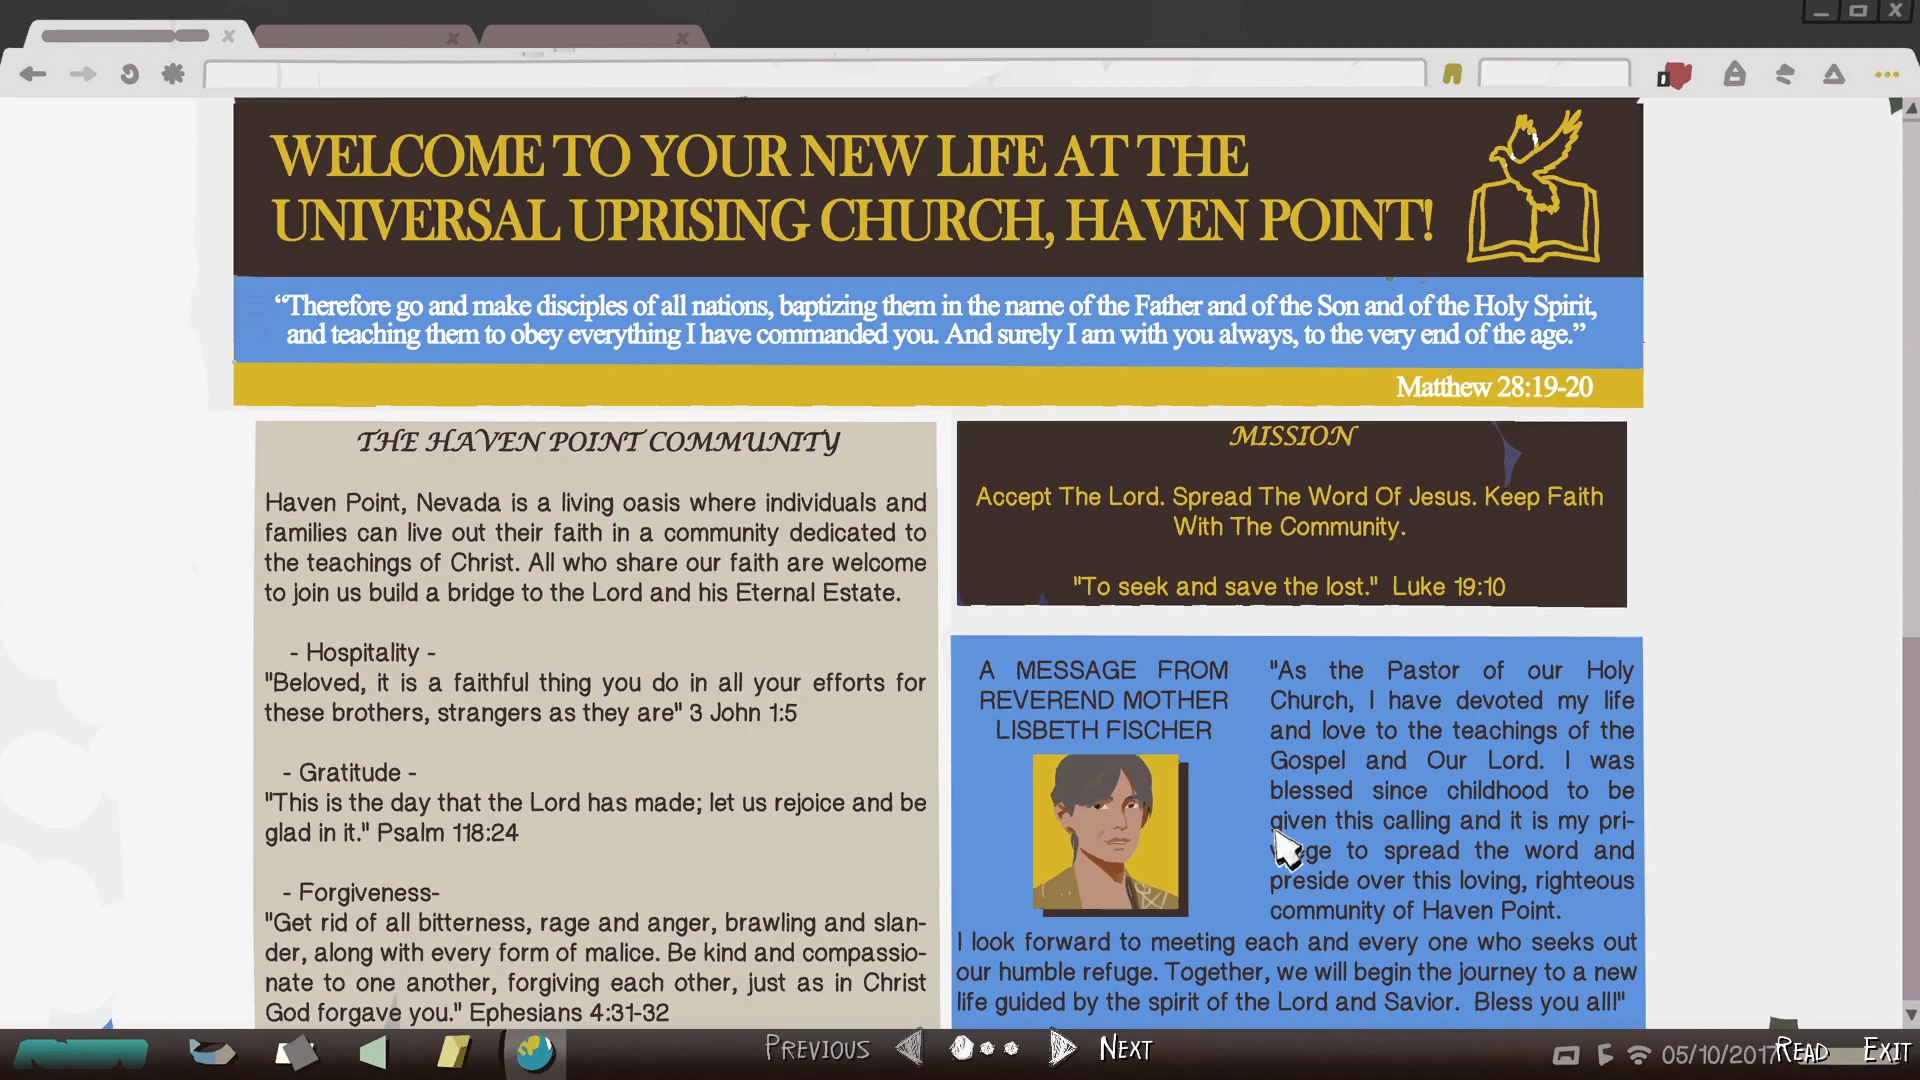 WELCOME TO YOUR NEW LIFE AT THE
UNIVERSAL UPRISING CHURCH, HAVEN POINT!
“Therefore go and make disciples of all nations, baptizing them in the name of the Father and of the Son and of the Holy Spirit,
and teaching them to obey everything I have commanded you. And surely I am with you always, to the very end of the age.”
Matthew 28:19-20
THE HAVEN POINT COMMUNITY
Haven Point, Nevada is a living oasis where individuals and
families can live out their faith in a community dedicated to
the teachings of Christ. All who share our faith are welcome
to join us build a bridge to the Lord and his Eternal Estate.
- Hospitality -
"Beloved, it is a faithful thing you do in all your efforts for
these brothers, strangers as they are" 3 John 1:5
- Gratitude -
"This is the day that the Lord has made; let us rejoice and be
glad in it." Psalm 118:24
- Forgiveness-
"Get rid of all bitterness, rage and anger, brawling and slan-
der, along with every form of malice. Be kind and compassio-
nate to one another, forgiving each other, just as in Christ
God forgave you." Ephesians 4:31-32
MISSION
Accept The Lord. Spread The Word Of Jesus. Keep Faith
With The Community.
"To seek and save the lost." Luke 19:10
A MESSAGE FROM
REVEREND MOTHER
LISBETH FISCHER
"As the Pastor of our Holy
Church, I have devoted my life
and love to the teachings of the
Gospel and Our Lord. I was
blessed since childhood to be
given this calling and it is my pri-
to spread the word and
preside over this loving, righteous
community of Haven Point.
I look forward to meeting each and every one who seeks out
our humble refuge. Together, we will begin the journey to a new
life guided by the spirit of the Lord and Savior. Bless you all!"
PREVIOUS
NEXT
05/10/2017
READ
EXIT